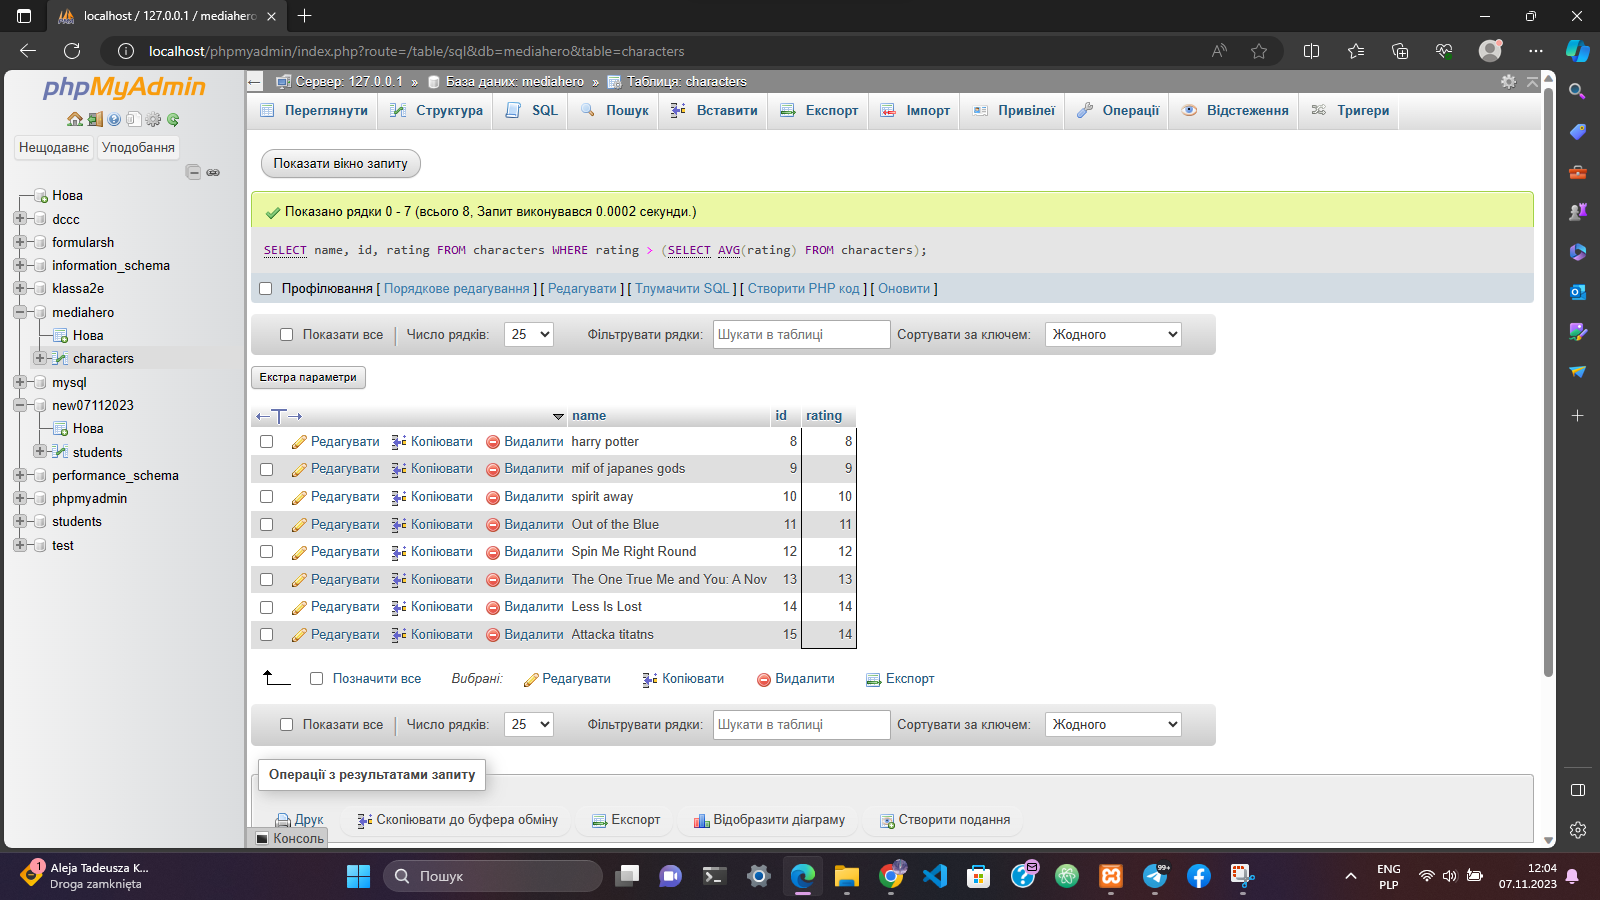 localhost / 127.0.0.1 / mediahero
localhost/phpmyadmin/index.php?route=/table/sql&db=mediahero&table=characters
phpMyAdmin
Нещодавнє Уподобання
Нова
dccc
formularsh
information_schema
klassa2e
mediahero
Нова
characters
mysql
new07112023
Нова
students
performance_schema
phpmyadmin
students
test
Сервер: 127.0.0.1 » База даних: mediahero » Таблиця: characters
Переглянути Структура SQL Пошук Вставити Експорт Імпорт Привілеї Операції Відстеження Тригери
Показати вікно запиту
Показано рядки 0 - 7 (всього 8, Запит виконувався 0.0002 секунди.)
SELECT name, id, rating FROM characters WHERE rating > (SELECT AVG(rating) FROM characters);
Профілювання [ Порядкове редагування ] [ Редагувати ] [ Тлумачити SQL ] [ Створити PHP код ] [ Оновити ]
Показати все Число рядків: 25 Фільтрувати рядки: Шукати в таблиці Сортувати за ключем: Жодного
Екстра параметри
←T→ name id rating
Редагувати Копіювати Видалити harry potter 8 8
Редагувати Копіювати Видалити mif of japanes gods 9 9
Редагувати Копіювати Видалити spirit away 10 10
Редагувати Копіювати Видалити Out of the Blue 11 11
Редагувати Копіювати Видалити Spin Me Right Round 12 12
Редагувати Копіювати Видалити The One True Me and You: A Nov 13 13
Редагувати Копіювати Видалити Less Is Lost 14 14
Редагувати Копіювати Видалити Attacka titatns 15 14
Позначити все Вибрані: Редагувати Копіювати Видалити Експорт
Показати все Число рядків: 25 Фільтрувати рядки: Шукати в таблиці Сортувати за ключем: Жодного
Операції з результатами запиту
Друк Скопіювати до буфера обміну Експорт Відобразити діаграму Створити подання
Консоль
1
Aleja Tadeusza K...
Droga zamknięta
Пошук
99+
ENG
PLP
12:04
07.11.2023